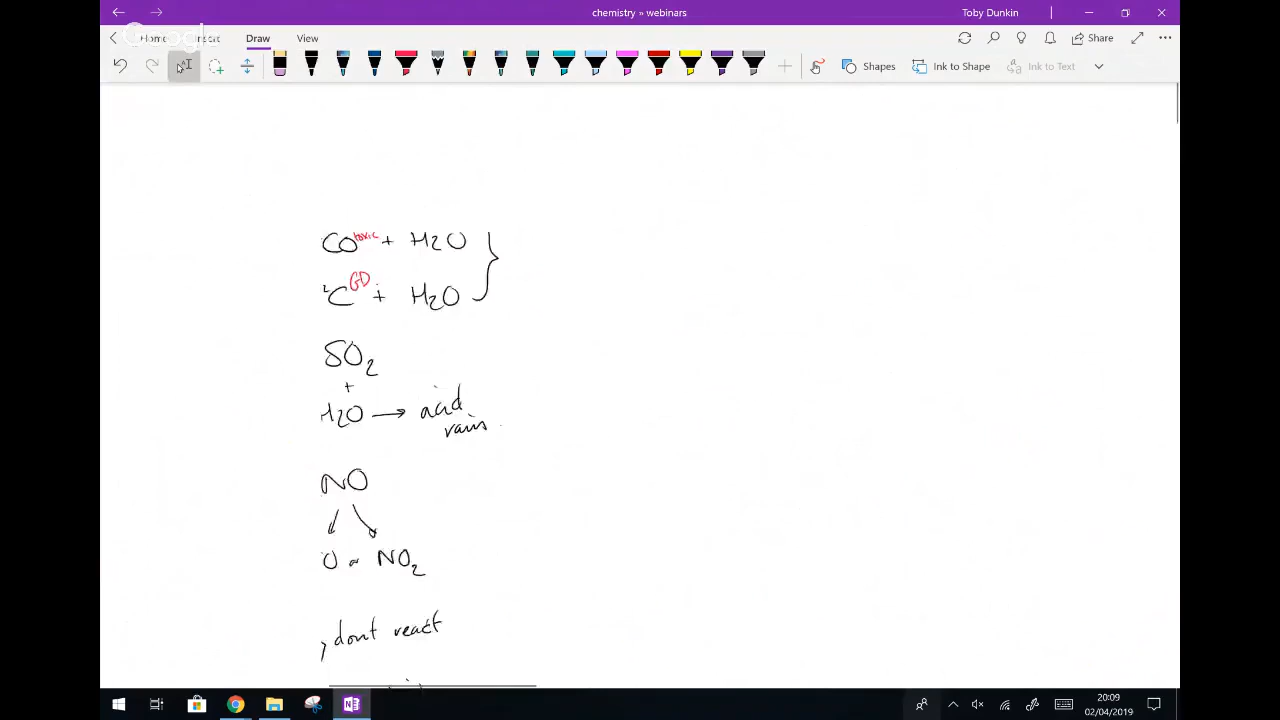 chemistry » webinars
Toby Dunkin
Google
Home Insert Draw View
Share
Shapes Ink to Shape Ink to Text
CO toxic + H2O
C + H2O
SO2
+
H2O → acid
rain
NO
O NO2
dont react
20:09
02/04/2019